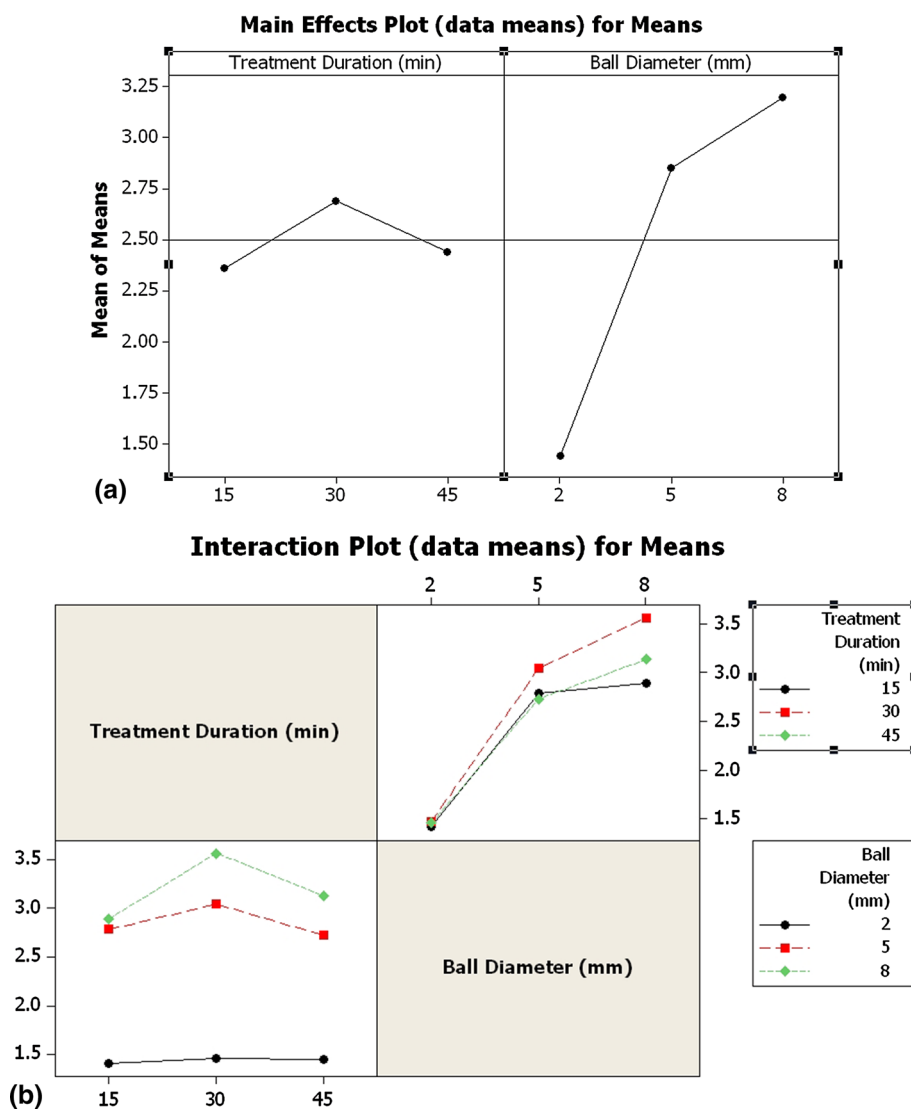 Main Effects Plot (data means) for Means
Treatment Duration (min) Ball Diameter (mm)
Mean of Means
3.25
3.00
2.75
2.50
2.25
2.00
1.75
1.50
15 30 45 2 5 8
(a)
Interaction Plot (data means) for Means
2 5 8
Treatment Duration (min)
3.5
3.0
2.5
2.0
1.5
Treatment
Duration
(min)
15
30
45
3.5
3.0
2.5
2.0
1.5
Ball Diameter (mm)
Ball
Diameter
(mm)
2
5
8
15 30 45
(b)